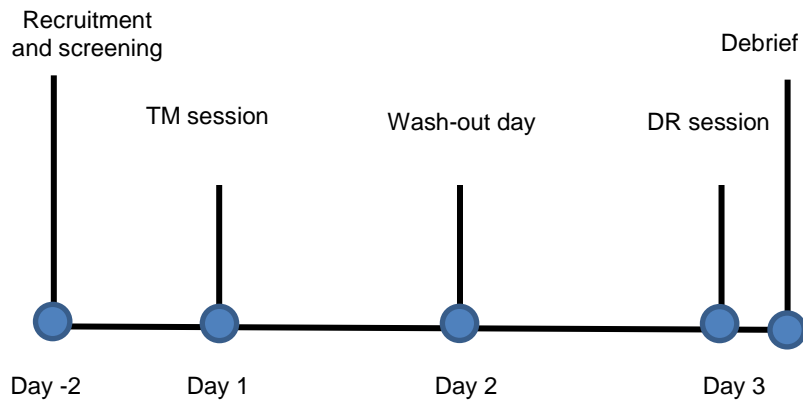 Recruitment
and screening
Debrief
TM session
Wash-out day
DR session
Day -2
Day 1
Day 2
Day 3